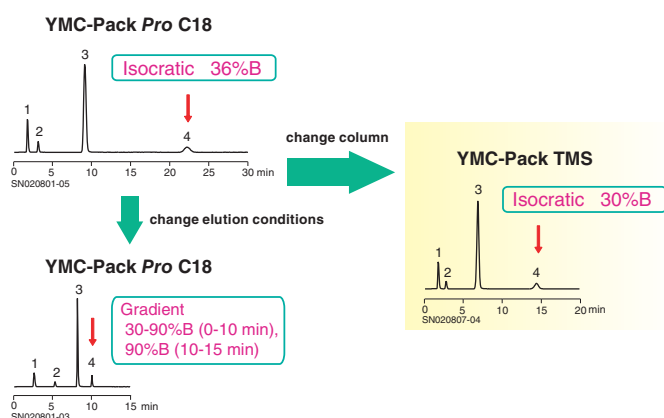 YMC-Pack Pro C18
3
Isocratic 36%B
1
2
4
0 5 10 15 20 25 30 min
SN020801-05
change column
change elution conditions
YMC-Pack TMS
3
Isocratic 30%B
1
2
4
0 5 10 15 20 min
SN020807-04
YMC-Pack Pro C18
3
Gradient
30-90%B (0-10 min),
90%B (10-15 min)
1
2
4
0 5 10 15 min
SN020801-03